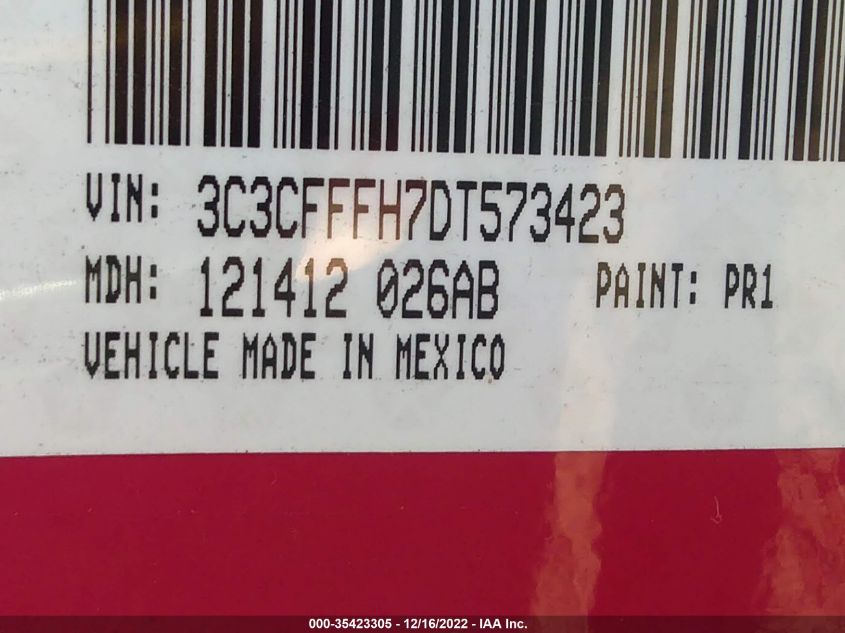 VIN: 3C3CFFFH7DT573423
MDH: 121412 026AB PAINT: PR1
VEHICLE MADE IN MEXICO
000-35423305 - 12/16/2022 - IAA Inc.